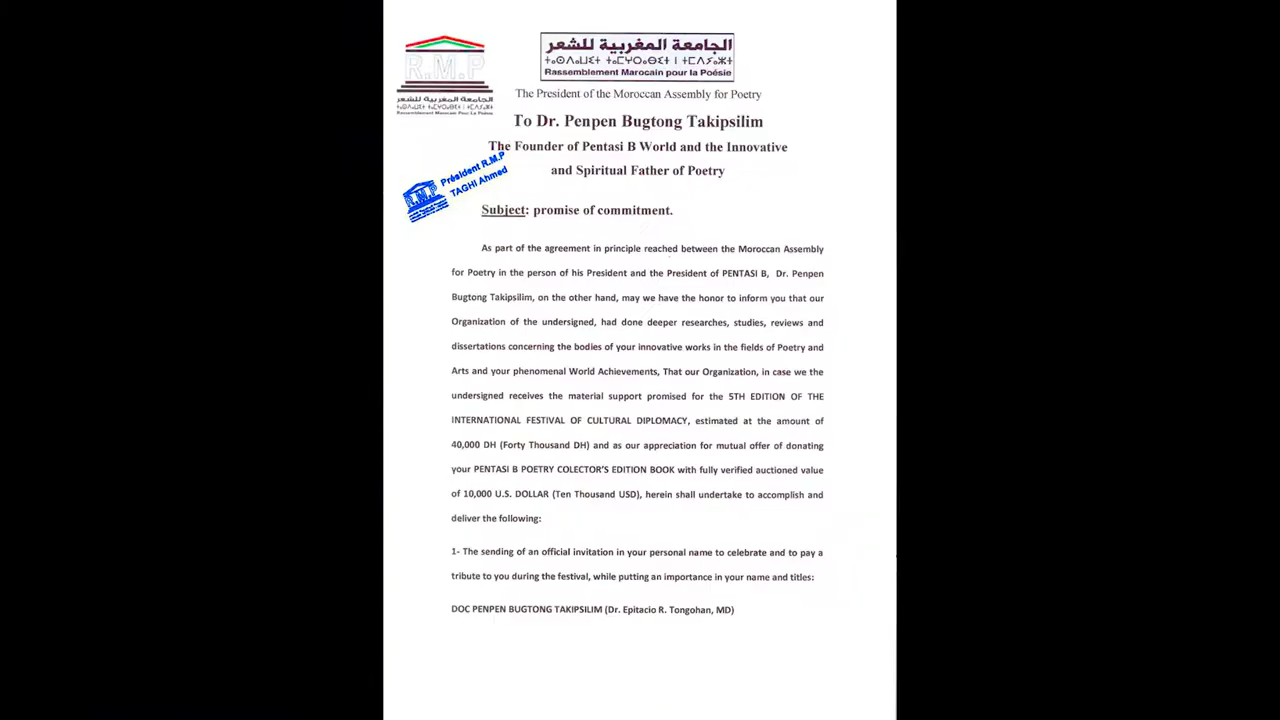 R.M.P
الجامعة المغربية للشعر
ⵜⴰⵙⴷⴰⵡⵉⵜ ⵜⴰⵎⵖⵔⴰⴱⵉⵜ ⵏ ⵜⵎⴷⵢⴰⵣⵜ
Rassemblement Marocain Pour la Poésie
الجامعة المغربية للشعر
ⵜⴰⵙⴷⴰⵡⵉⵜ ⵜⴰⵎⵖⵔⴰⴱⵉⵜ ⵏ ⵜⵎⴷⵢⴰⵣⵜ
Rassemblement Marocain pour la Poésie
The President of the Moroccan Assembly for Poetry
To Dr. Penpen Bugtong Takipsilim
The Founder of Pentasi B World and the Innovative
and Spiritual Father of Poetry
R.M.P
Président R.M.P
TAGHI Ahmed
Subject: promise of commitment.
As part of the agreement in principle reached between the Moroccan Assembly
for Poetry in the person of his President and the President of PENTASI B, Dr. Penpen
Bugtong Takipsilim, on the other hand, may we have the honor to inform you that our
Organization of the undersigned, had done deeper researches, studies, reviews and
dissertations concerning the bodies of your innovative works in the fields of Poetry and
Arts and your phenomenal World Achievements, That our Organization, in case we the
undersigned receives the material support promised for the 5TH EDITION OF THE
INTERNATIONAL FESTIVAL OF CULTURAL DIPLOMACY, estimated at the amount of
40,000 DH (Forty Thousand DH) and as our appreciation for mutual offer of donating
your PENTASI B POETRY COLECTOR'S EDITION BOOK with fully verified auctioned value
of 10,000 U.S. DOLLAR (Ten Thousand USD), herein shall undertake to accomplish and
deliver the following:
1- The sending of an official invitation in your personal name to celebrate and to pay a
tribute to you during the festival, while putting an importance in your name and titles:
DOC PENPEN BUGTONG TAKIPSILIM (Dr. Epitacio R. Tongohan, MD)